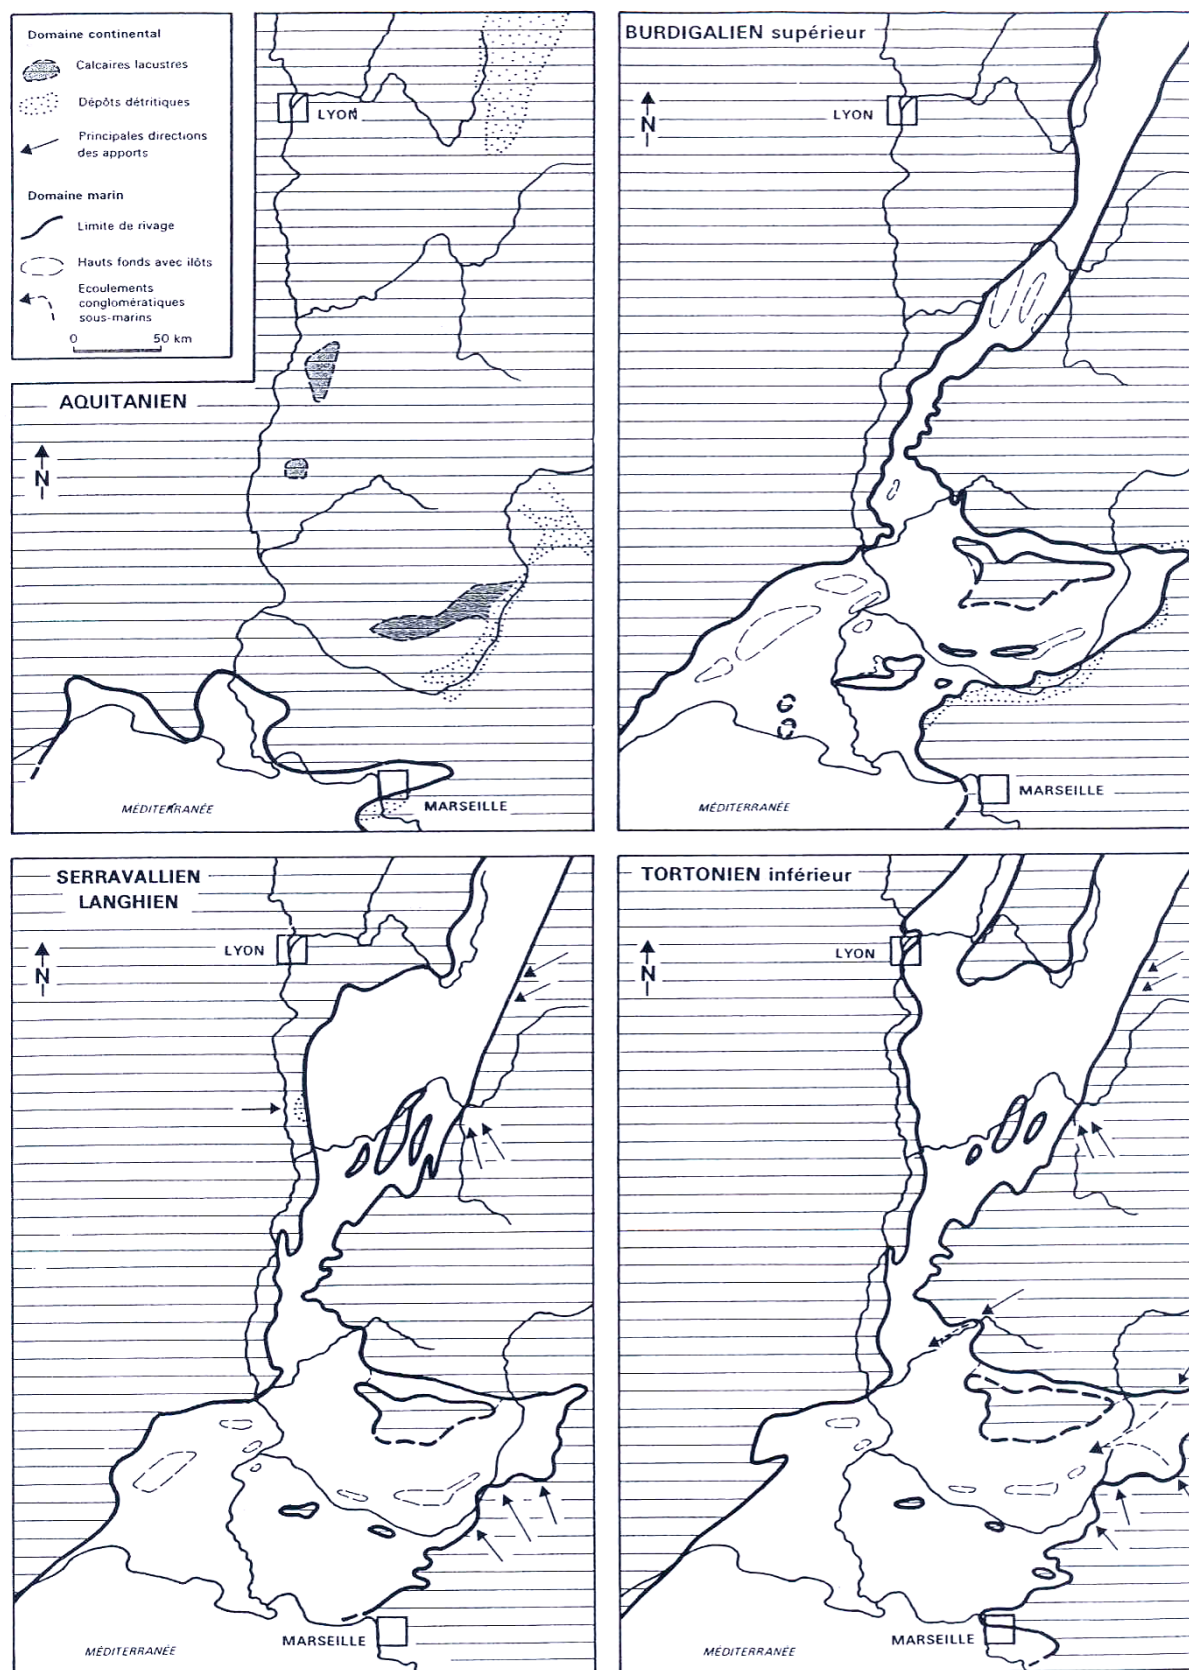 Domaine continental
Calcaires lacustres
Dépôts détritiques
Principales directions
des apports
Domaine marin
Limite de rivage
Hauts fonds avec ilôts
Ecoulements
conglomératiques
sous-marins
0 50 km
LYON
AQUITANIEN
N
MÉDITERRANÉE
MARSEILLE
BURDIGALIEN supérieur
N
LYON
MÉDITERRANÉE
MARSEILLE
SERRAVALLIEN
LANGHIEN
LYON
N
MARSEILLE
MÉDITERRANÉE
TORTONIEN inférieur
LYON
N
MARSEILLE
MÉDITERRANÉE